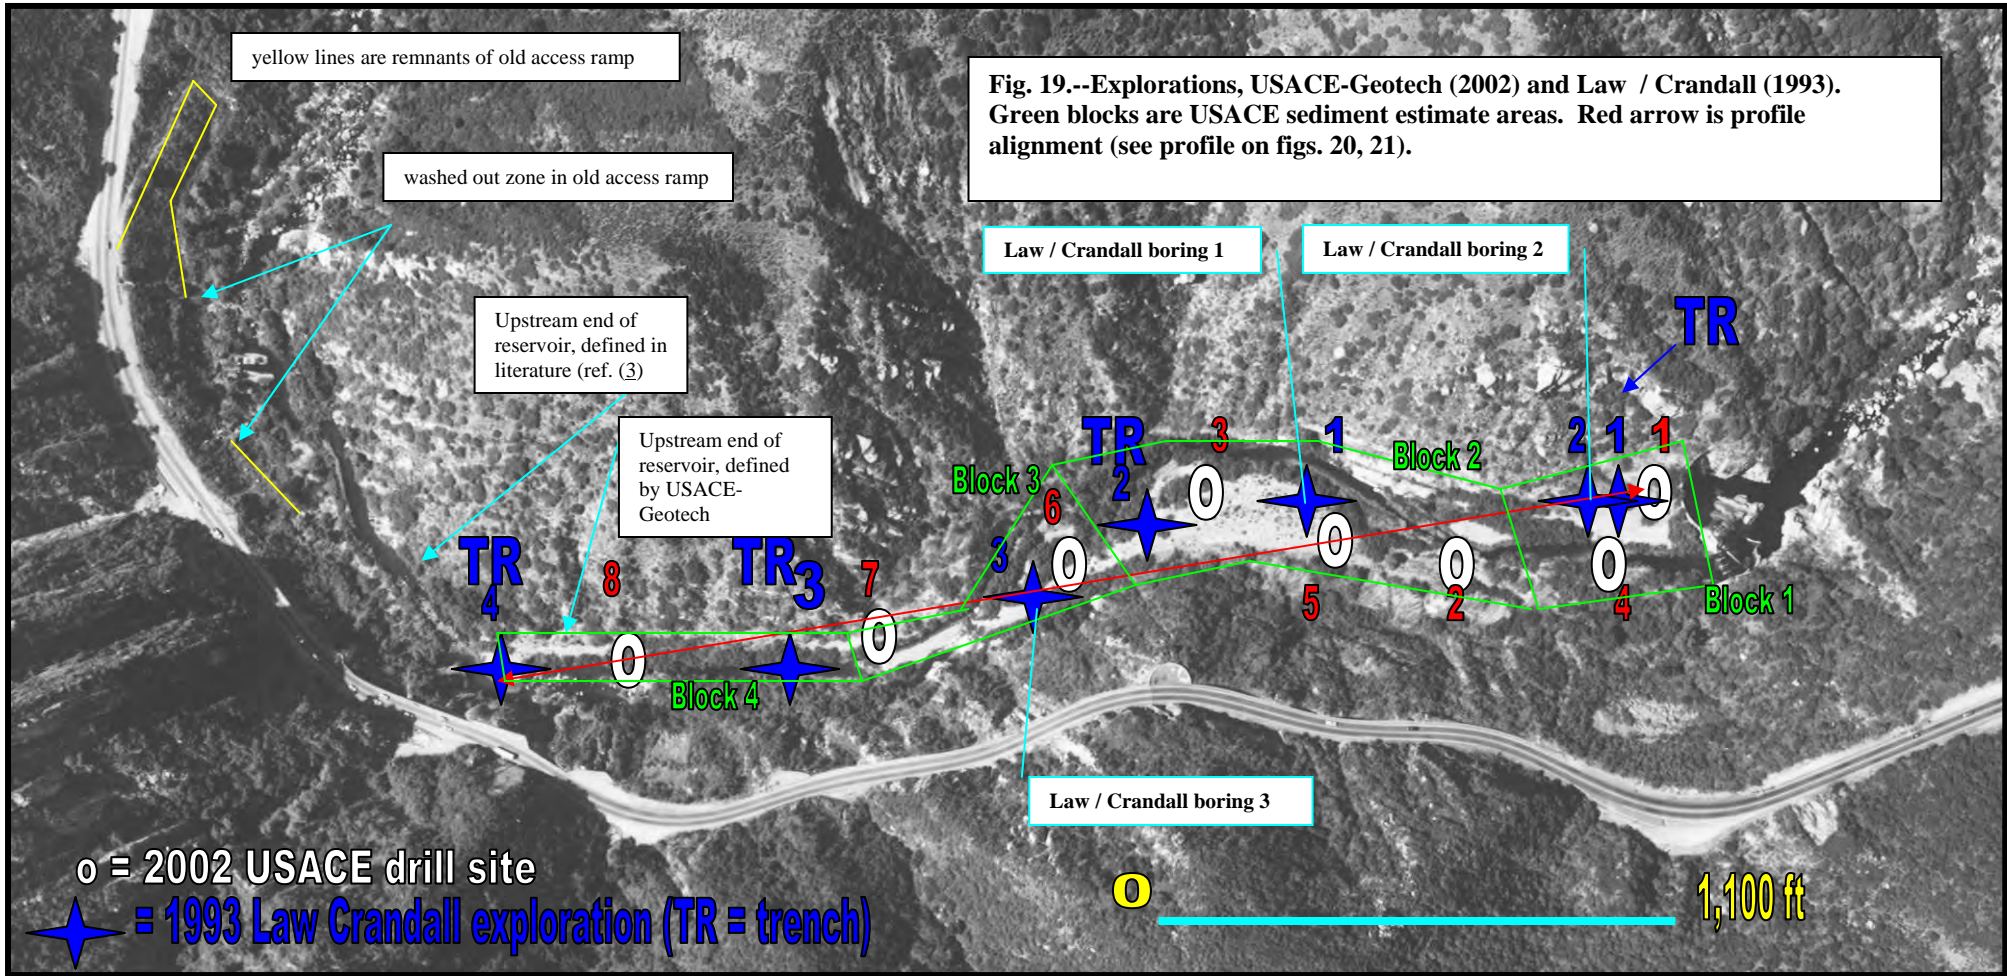 yellow lines are remnants of old access ramp
Fig. 19.--Explorations, USACE-Geotech (2002) and Law / Crandall (1993).
Green blocks are USACE sediment estimate areas. Red arrow is profile
alignment (see profile on figs. 20, 21).
washed out zone in old access ramp
Law / Crandall boring 1
Law / Crandall boring 2
Upstream end of
reservoir, defined in
literature (ref. (3)
TR
Upstream end of
reservoir, defined
by USACE-
Geotech
TR
2
3
1
Block 2
2
1
1
Block 3
6
3
TR
4
8
TR
3
7
5
2
4
Block 1
Block 4
Law / Crandall boring 3
o = 2002 USACE drill site
= 1993 Law Crandall exploration (TR = trench)
0
1,100 ft